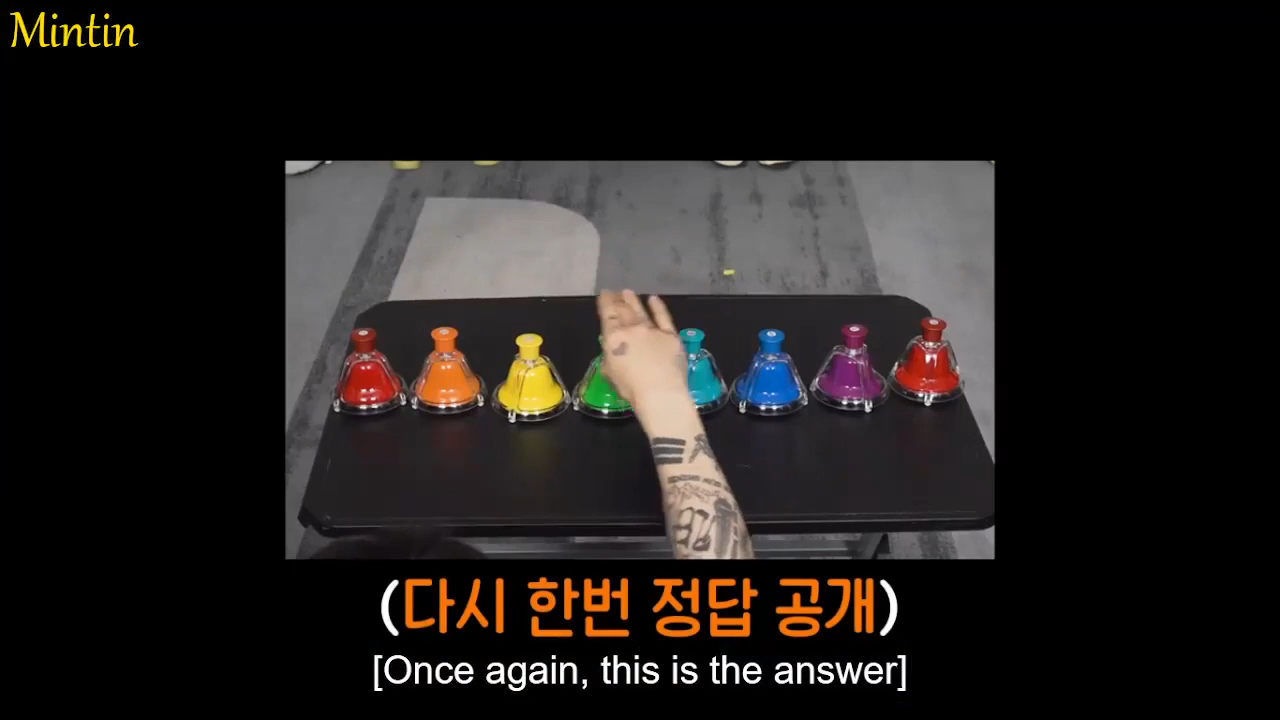 Mintin
(다시 한번 정답 공개)
[Once again, this is the answer]